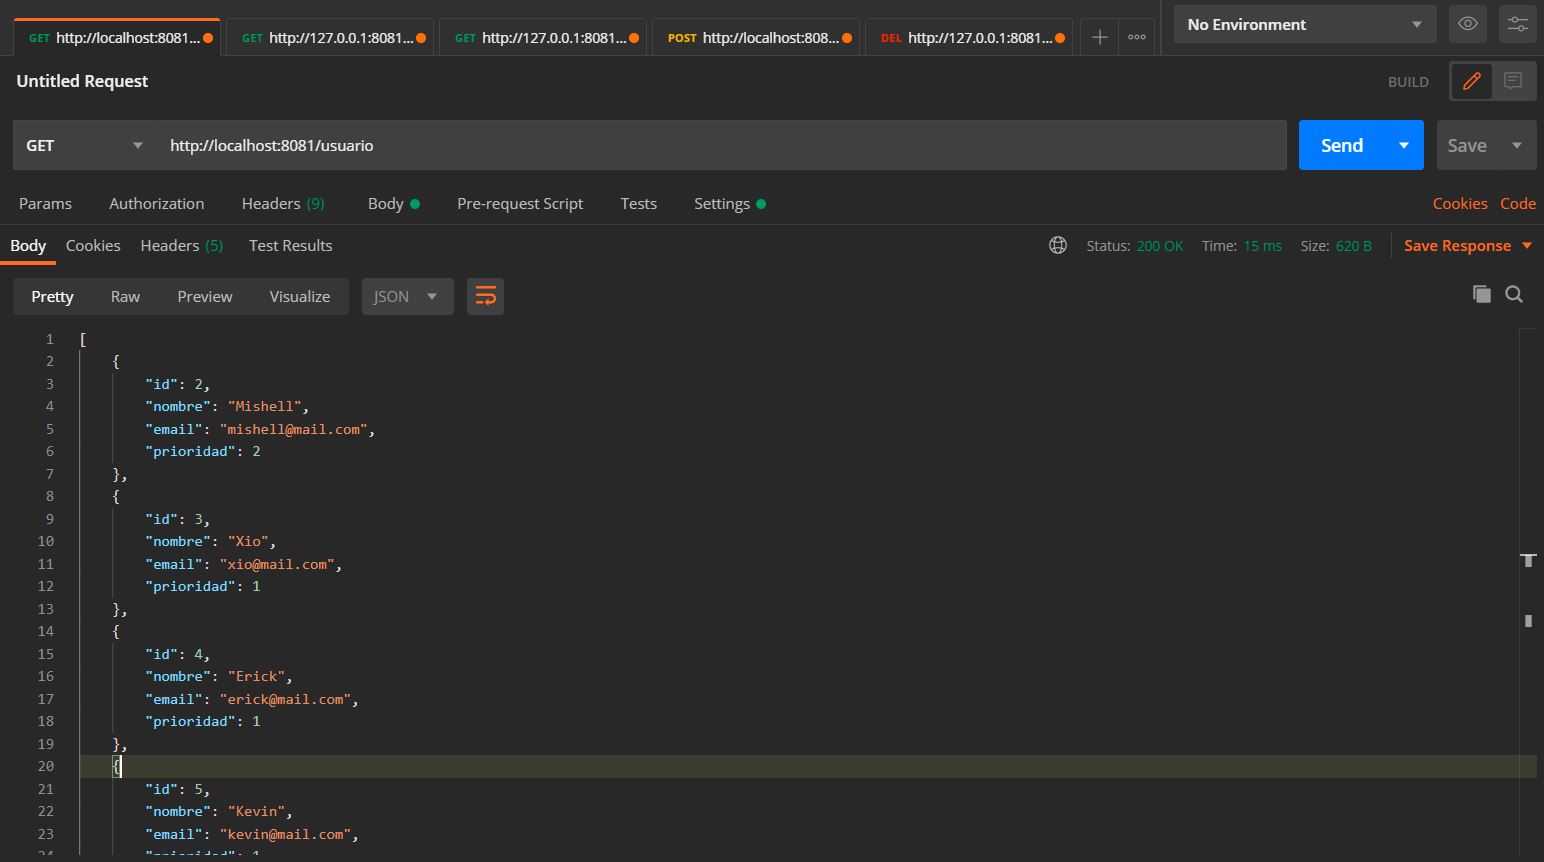 GET http://localhost:8081... GET http://127.0.0.1:8081... GET http://127.0.0.1:8081... POST http://localhost:808... DEL http://127.0.0.1:8081... No Environment
Untitled Request BUILD
GET http://localhost:8081/usuario Send Save
Params Authorization Headers (9) Body Pre-request Script Tests Settings Cookies Code
Body Cookies Headers (5) Test Results Status: 200 OK Time: 15 ms Size: 620 B Save Response
Pretty Raw Preview Visualize JSON
1 [
2 {
3 "id": 2,
4 "nombre": "Mishell",
5 "email": "mishell@mail.com",
6 "prioridad": 2
7 },
8 {
9 "id": 3,
10 "nombre": "Xio",
11 "email": "xio@mail.com",
12 "prioridad": 1
13 },
14 {
15 "id": 4,
16 "nombre": "Erick",
17 "email": "erick@mail.com",
18 "prioridad": 1
19 },
20 {
21 "id": 5,
22 "nombre": "Kevin",
23 "email": "kevin@mail.com",
24 "prioridad": 1